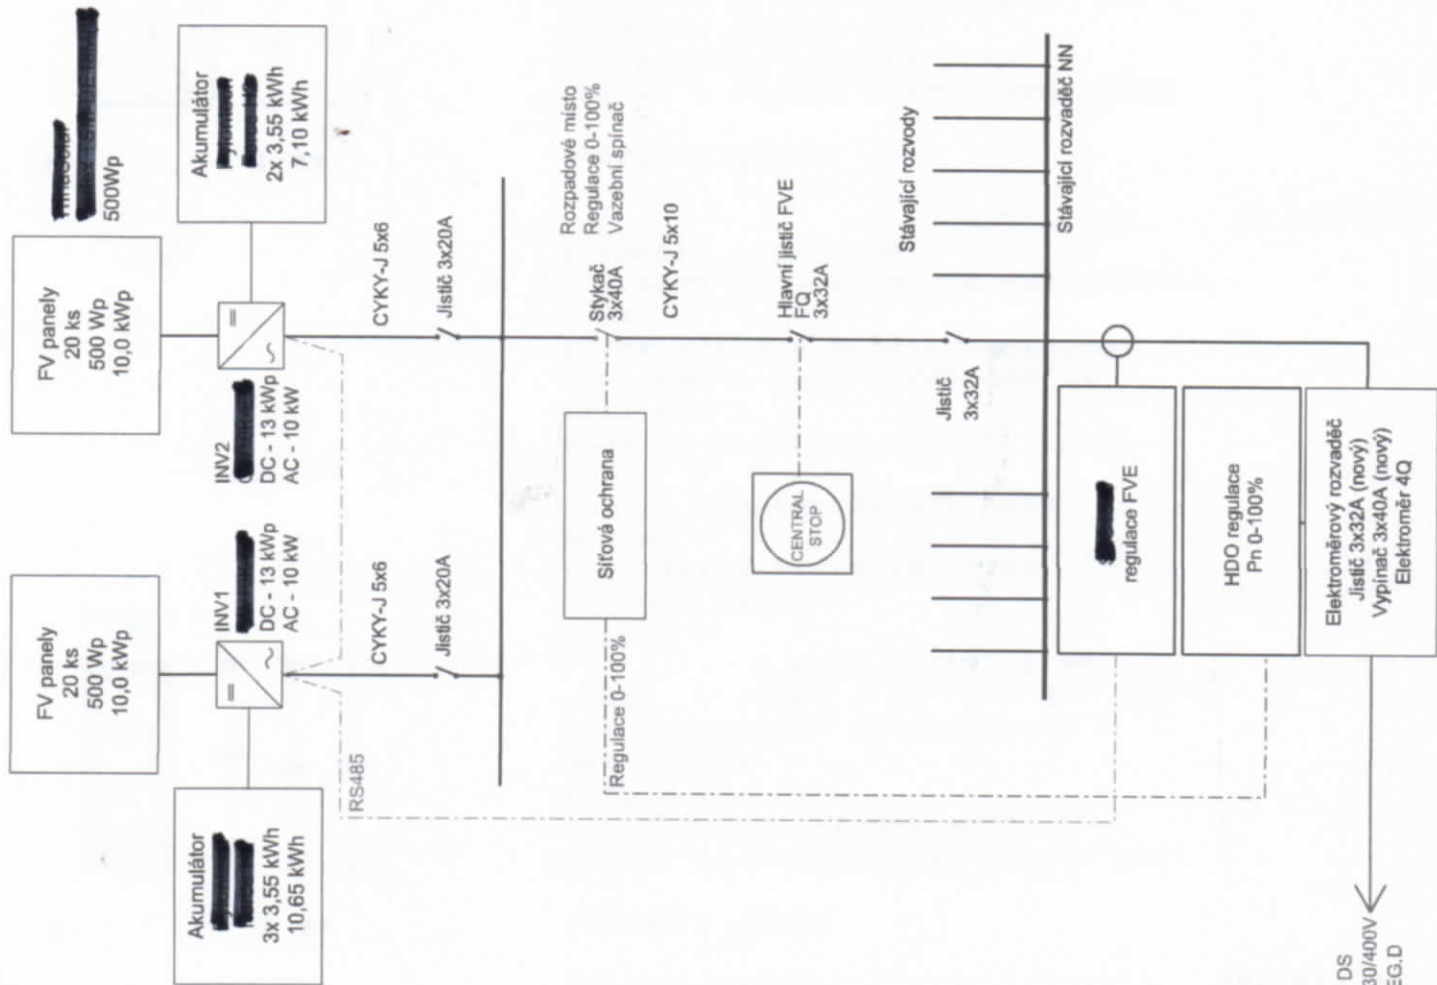 500Wp
FV panely
20 ks
500 Wp
10,0 kWp
FV panely
20 ks
500 Wp
10,0 kWp
Akumulátor
2x 3,55 kWh
7,10 kWh
INV2
DC - 13 kWp
AC - 10 kW
INV1
DC - 13 kWp
AC - 10 kW
Akumulátor
3x 3,55 kWh
10,65 kWh
CYKY-J 5x6
Jistič 3x20A
CYKY-J 5x6
Jistič 3x20A
RS485
Rozpadové místo
Regulace 0-100%
Vazební spínač
Stykač
3x40A
CYKY-J 5x10
Síťová ochrana
Regulace 0-100%
Hlavní jistič FVE
FQ
3x32A
CENTRAL
STOP
Stávající rozvody
Jistič
3x32A
Stávající rozvaděč NN
regulace FVE
HDO regulace
Pn 0-100%
Elektroměrový rozvaděč
Jistič 3x32A (nový)
Vypínač 3x40A (nový)
Elektroměr 4Q
DS
30/400V
EG.D